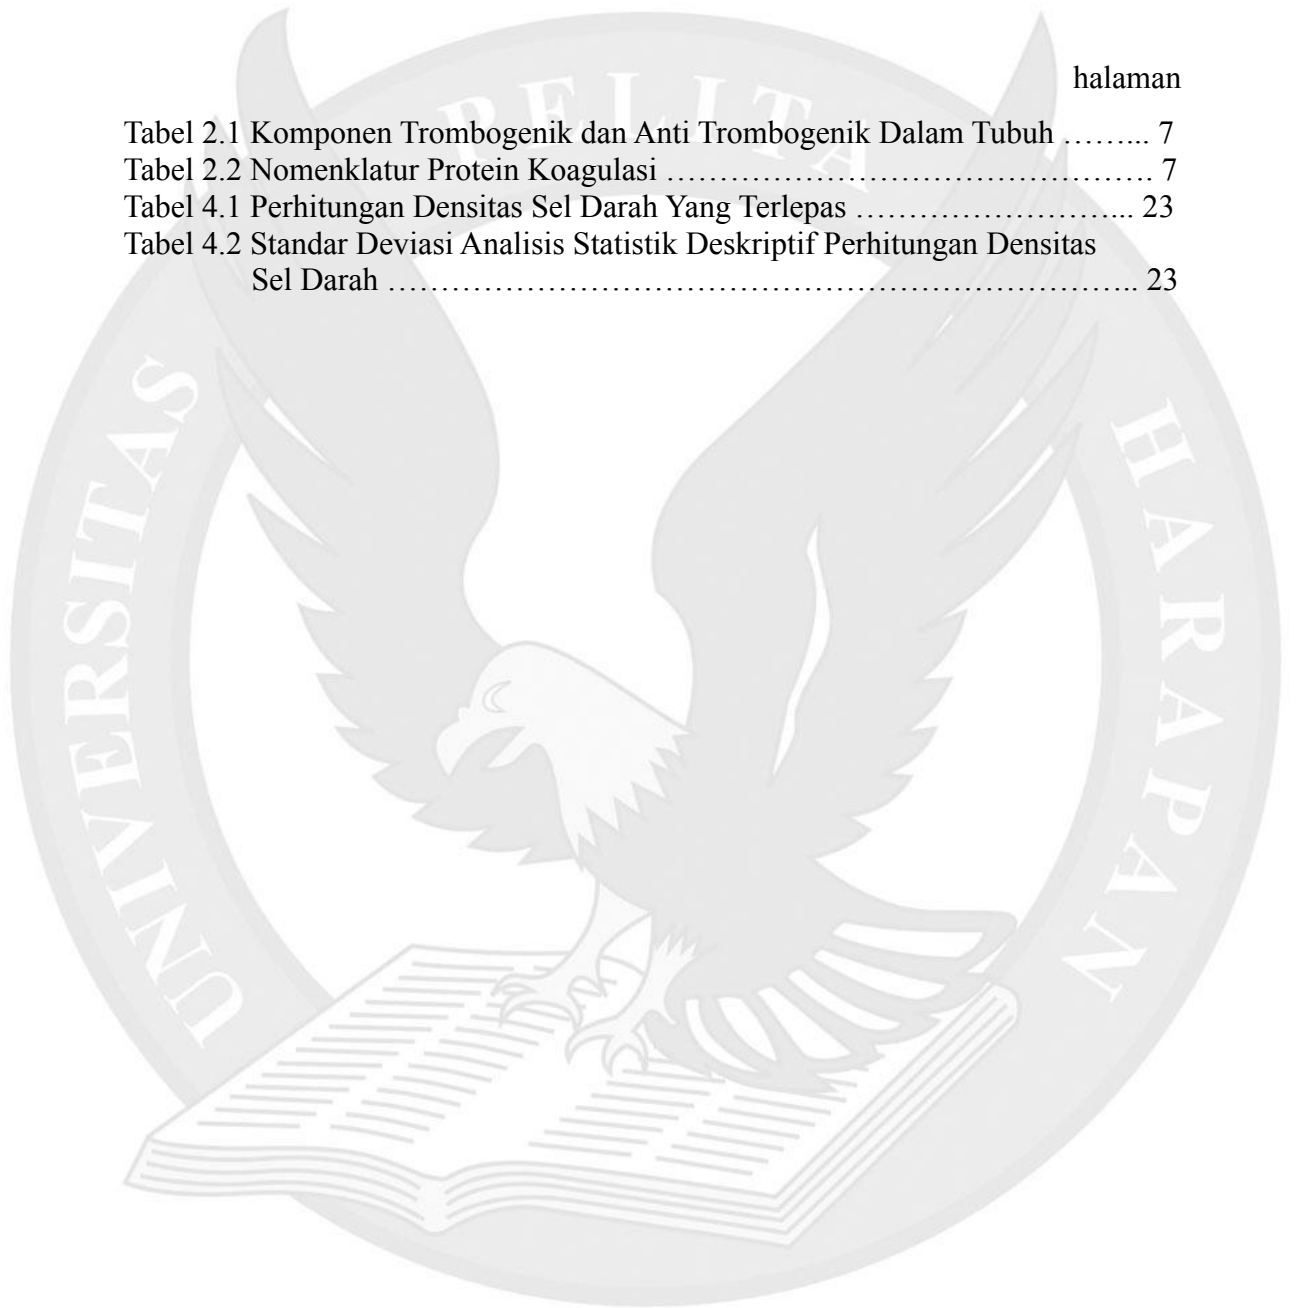 halaman
Tabel 2.1 Komponen Trombogenik dan Anti Trombogenik Dalam Tubuh ……... 7
Tabel 2.2 Nomenklatur Protein Koagulasi ………………………………………. 7
Tabel 4.1 Perhitungan Densitas Sel Darah Yang Terlepas ……………………... 23
Tabel 4.2 Standar Deviasi Analisis Statistik Deskriptif Perhitungan Densitas
Sel Darah …………………………………………………………….. 23
UNIVERSITAS PELITA HARAPAN